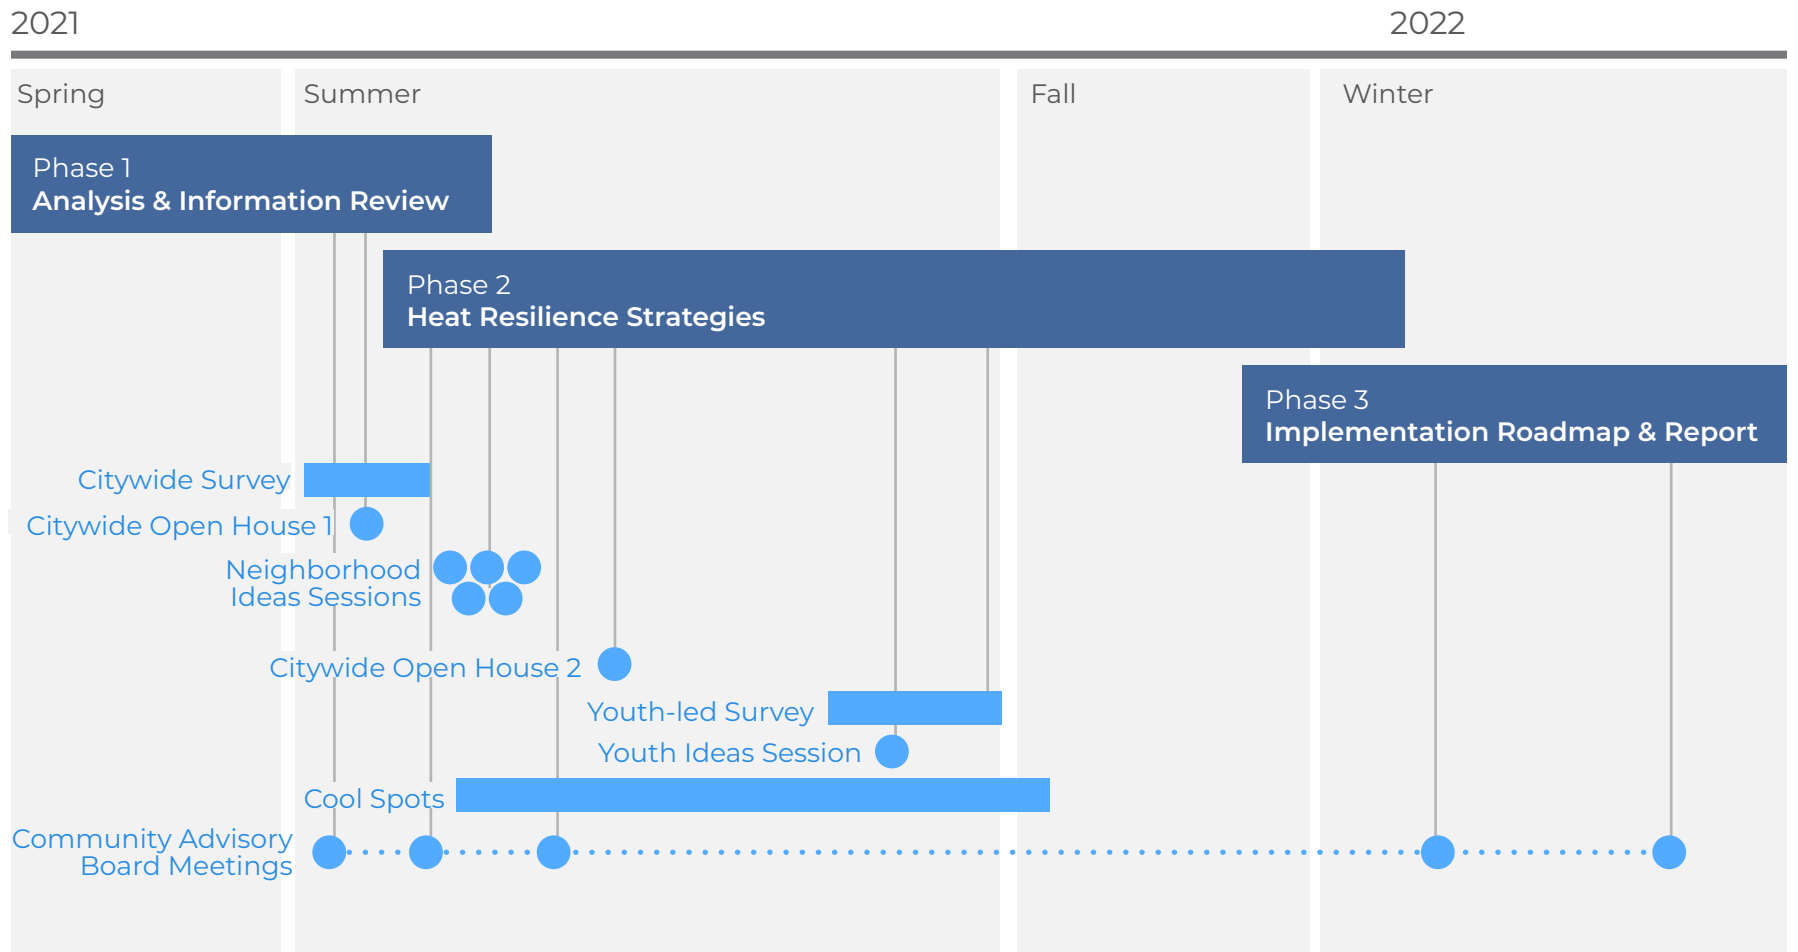 2021
2022
Spring
Summer
Fall
Winter
Phase 1
Analysis & Information Review
Phase 2
Heat Resilience Strategies
Phase 3
Implementation Roadmap & Report
Citywide Survey
Citywide Open House 1
Neighborhood
Ideas Sessions
Citywide Open House 2
Youth-led Survey
Youth Ideas Session
Cool Spots
Community Advisory
Board Meetings